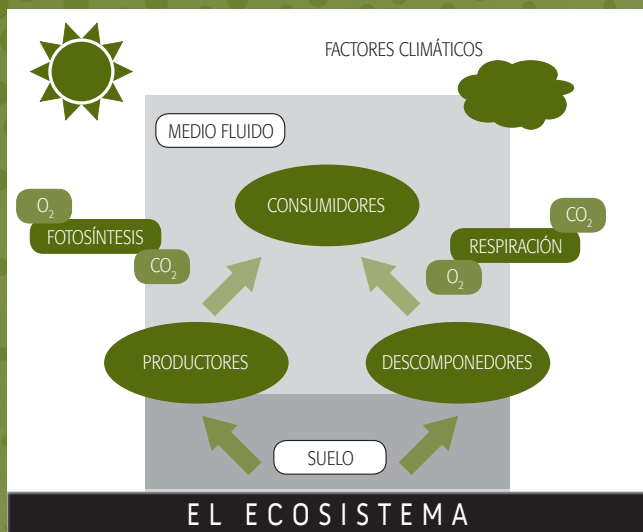 FACTORES CLIMÁTICOS
MEDIO FLUIDO
CONSUMIDORES
O₂
FOTOSÍNTESIS
CO₂
CO₂
RESPIRACIÓN
O₂
PRODUCTORES
DESCOMPONEDORES
SUELO
EL ECOSISTEMA